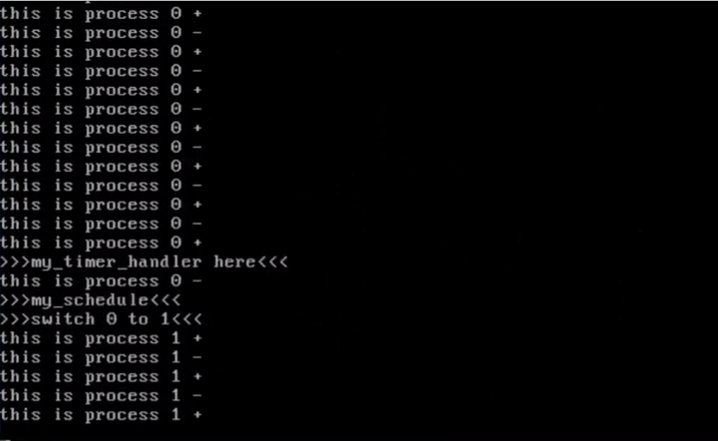 this is process 0 +
this is process 0 -
this is process 0 +
this is process 0 -
this is process 0 +
this is process 0 -
this is process 0 +
this is process 0 -
this is process 0 +
this is process 0 -
this is process 0 +
this is process 0 -
this is process 0 +
>>>my_timer_handler here<<<
this is process 0 -
>>>my_schedule<<<
>>>switch 0 to 1<<<
this is process 1 +
this is process 1 -
this is process 1 +
this is process 1 -
this is process 1 +